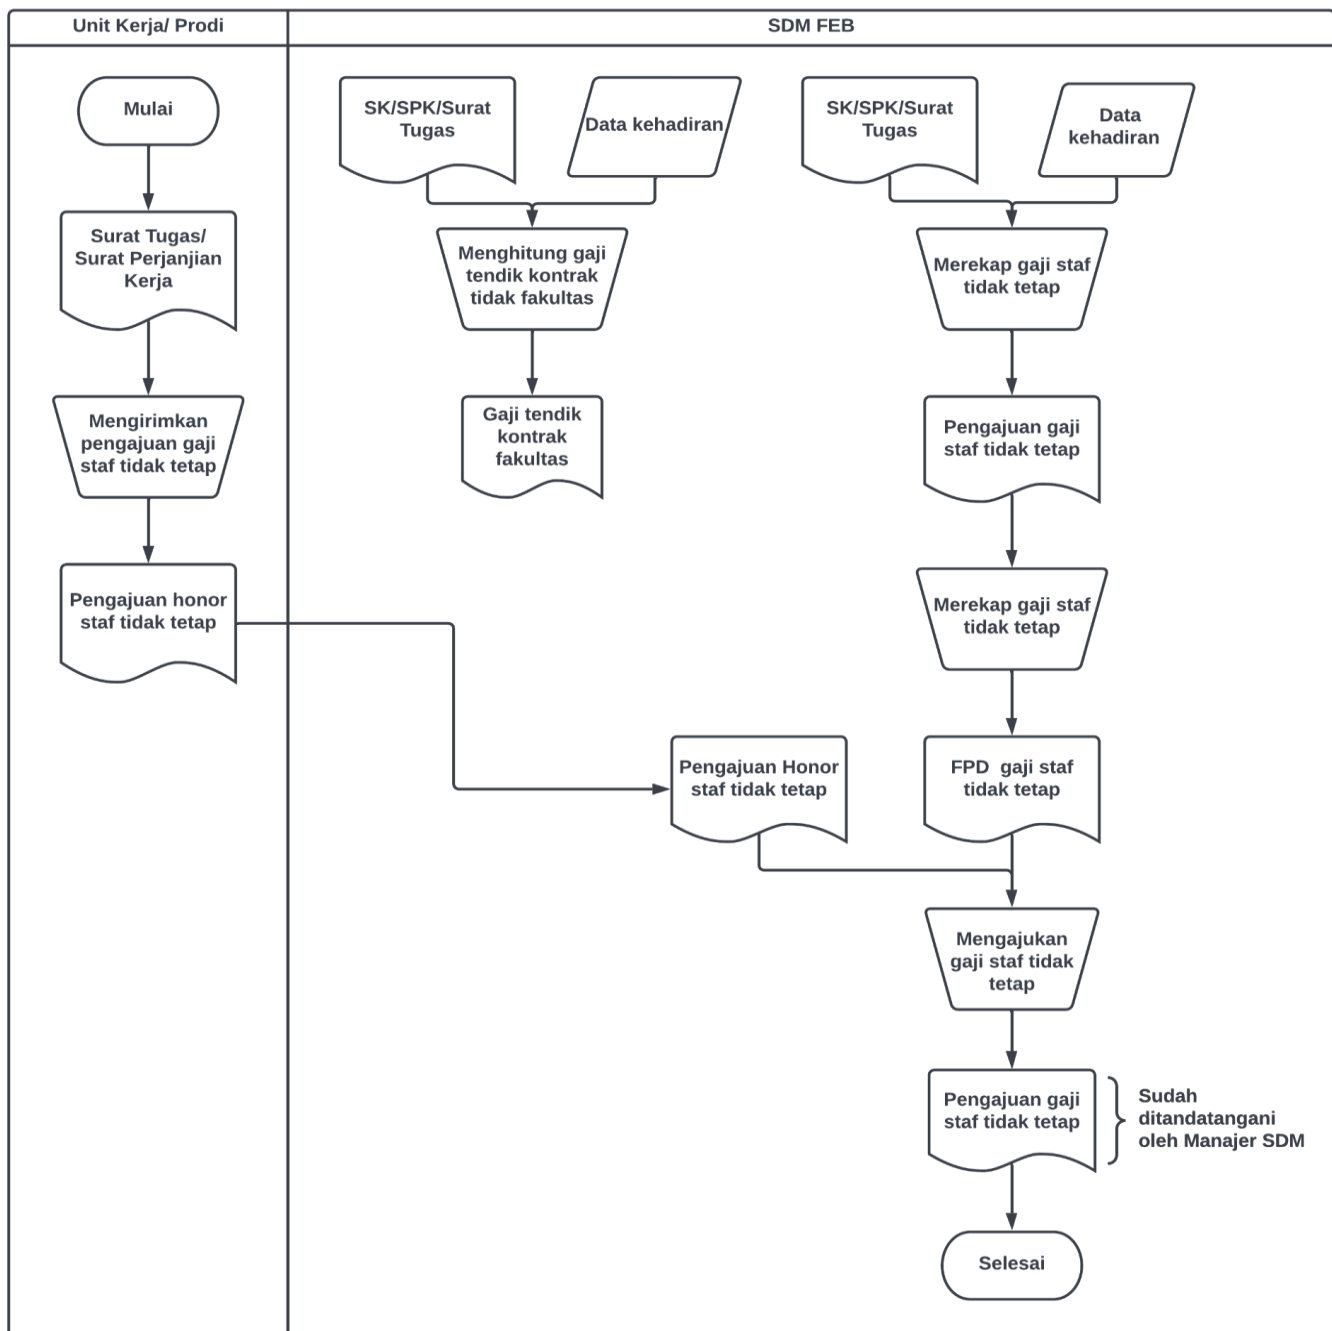 Unit Kerja/ Prodi
SDM FEB
Mulai
Surat Tugas/
Surat Perjanjian
Kerja
Mengirimkan
pengajuan gaji
staf tidak tetap
Pengajuan honor
staf tidak tetap
SK/SPK/Surat
Tugas
Data kehadiran
Menghitung gaji
tendik kontrak
tidak fakultas
Gaji tendik
kontrak
fakultas
SK/SPK/Surat
Tugas
Data
kehadiran
Merekap gaji staf
tidak tetap
Pengajuan gaji
staf tidak tetap
Merekap gaji staf
tidak tetap
Pengajuan Honor
staf tidak tetap
FPD  gaji staf
tidak tetap
Mengajukan
gaji staf tidak
tetap
Pengajuan gaji
staf tidak tetap
Sudah
ditandatangani
oleh Manajer SDM
Selesai